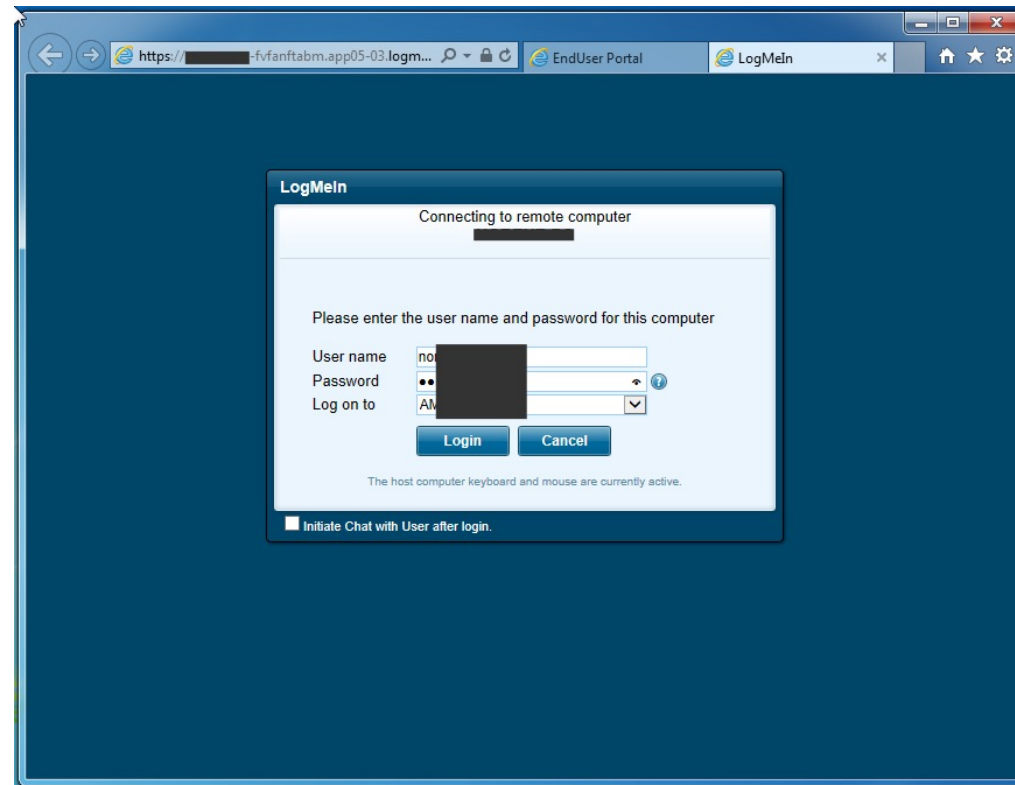 https://-fvfanftabm.app05-03.logm...
EndUser Portal
LogMeIn
LogMeIn
Connecting to remote computer
Please enter the user name and password for this computer
User name
Password
Log on to
Login Cancel
The host computer keyboard and mouse are currently active.
Initiate Chat with User after login.